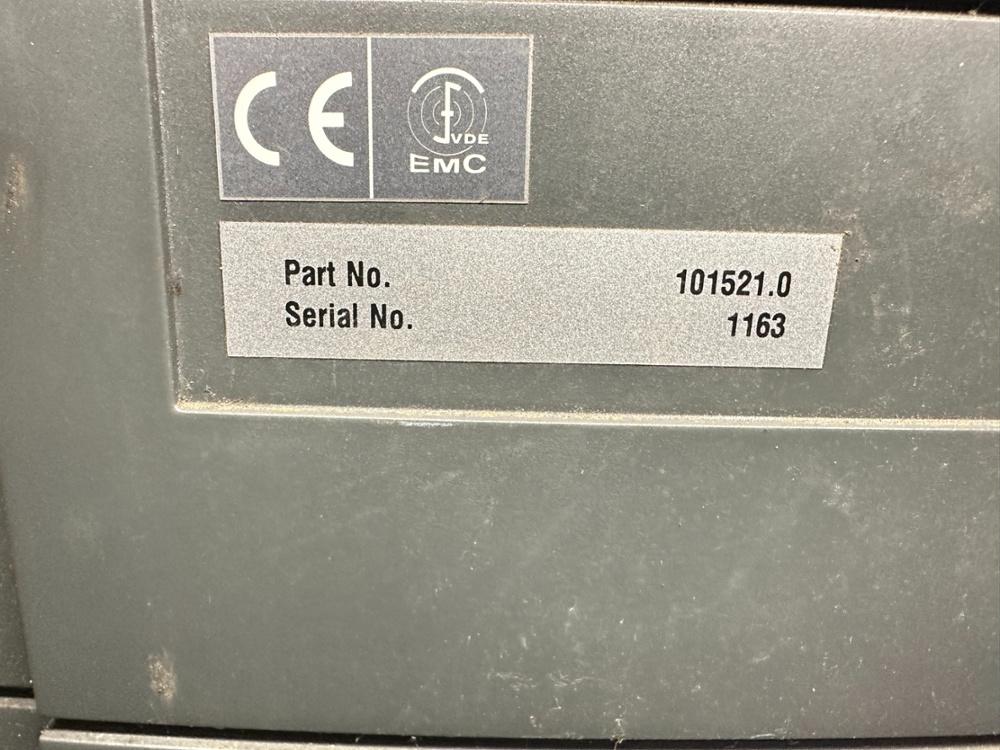 CE
VDE
EMC
Part No. 101521.0
Serial No. 1163